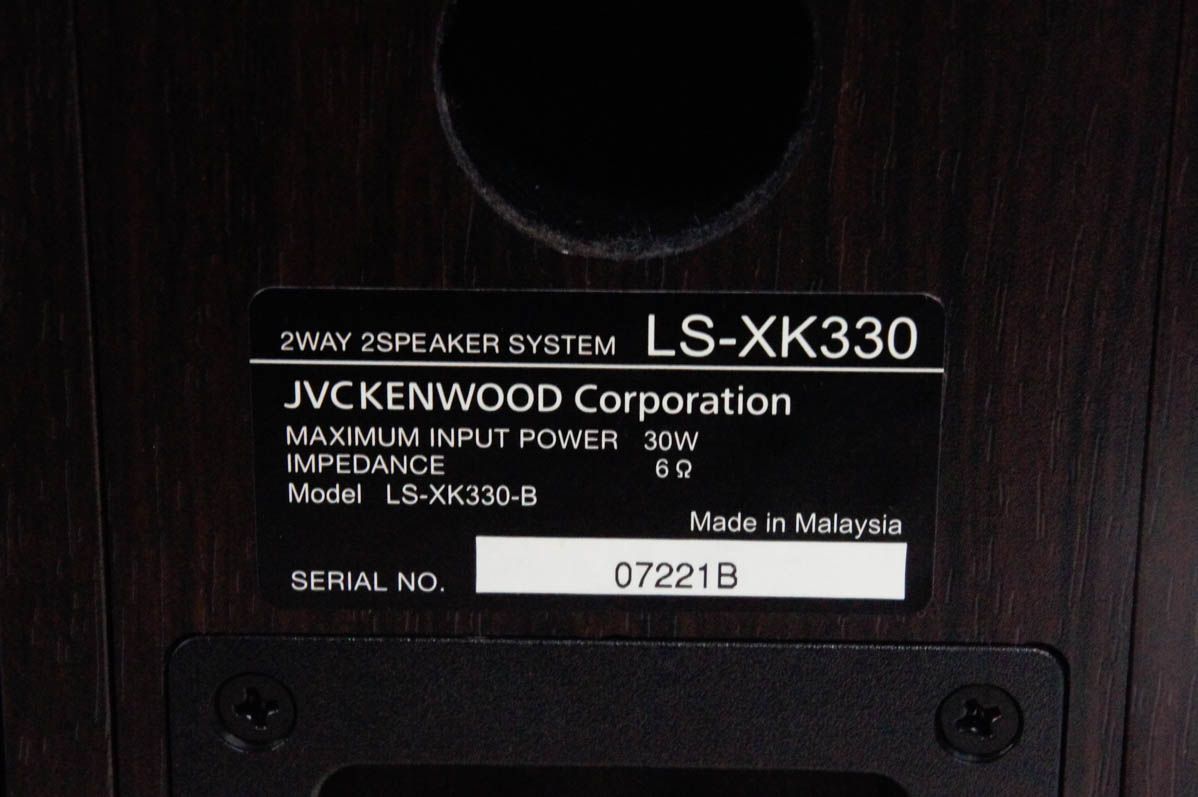 2WAY 2SPEAKER SYSTEM LS-XK330
JVCKENWOOD Corporation
MAXIMUM INPUT POWER 30W
IMPEDANCE 6Ω
Model LS-XK330-B
Made in Malaysia
SERIAL NO. 07221B